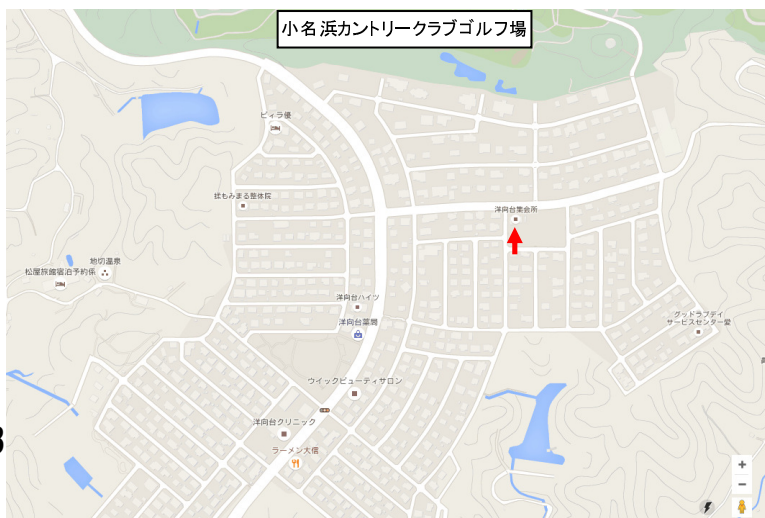 小名浜カントリークラブゴルフ場
ビィラ優
揉もみまる整体院
洋向台集会所
地切温泉
松屋旅館宿泊予約係
洋向台ハイツ
洋向台薬局
グッドラブデイ
サービスセンター愛
ウイックビューティサロン
洋向台クリニック
ラーメン大信
+
−